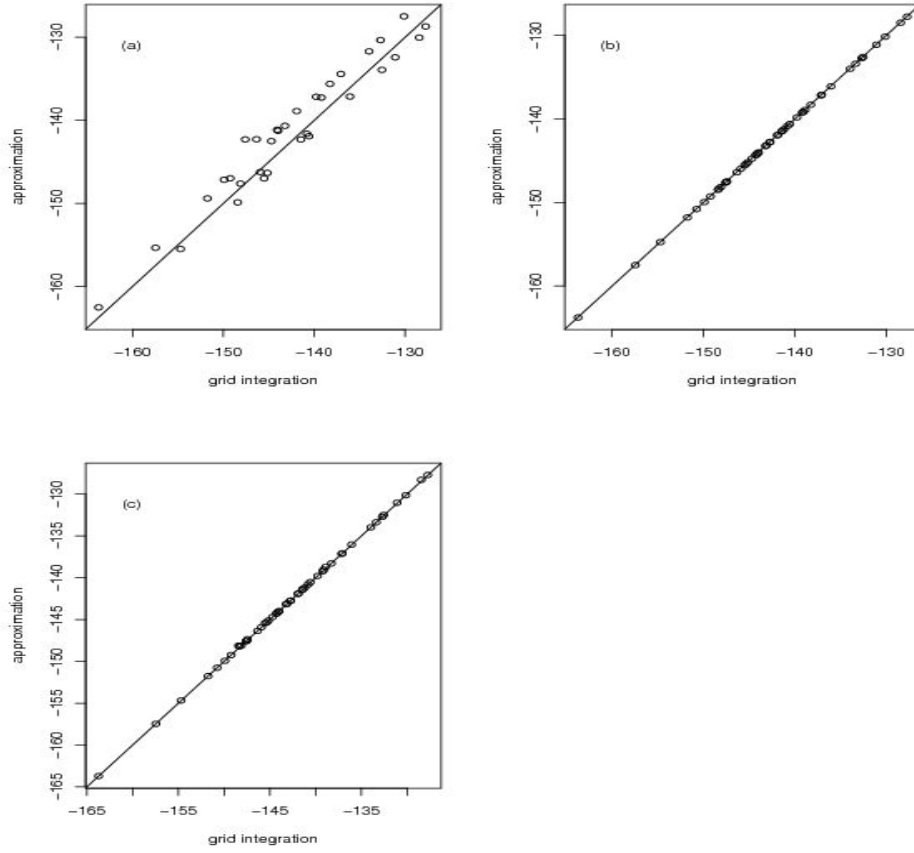 (a)
approximation
-130
-140
-150
-160
-160 -150 -140 -130
grid integration
(b)
approximation
-130
-140
-150
-160
-160 -150 -140 -130
grid integration
(c)
approximation
-130
-135
-140
-145
-150
-155
-160
-165
-165 -155 -145 -135
grid integration